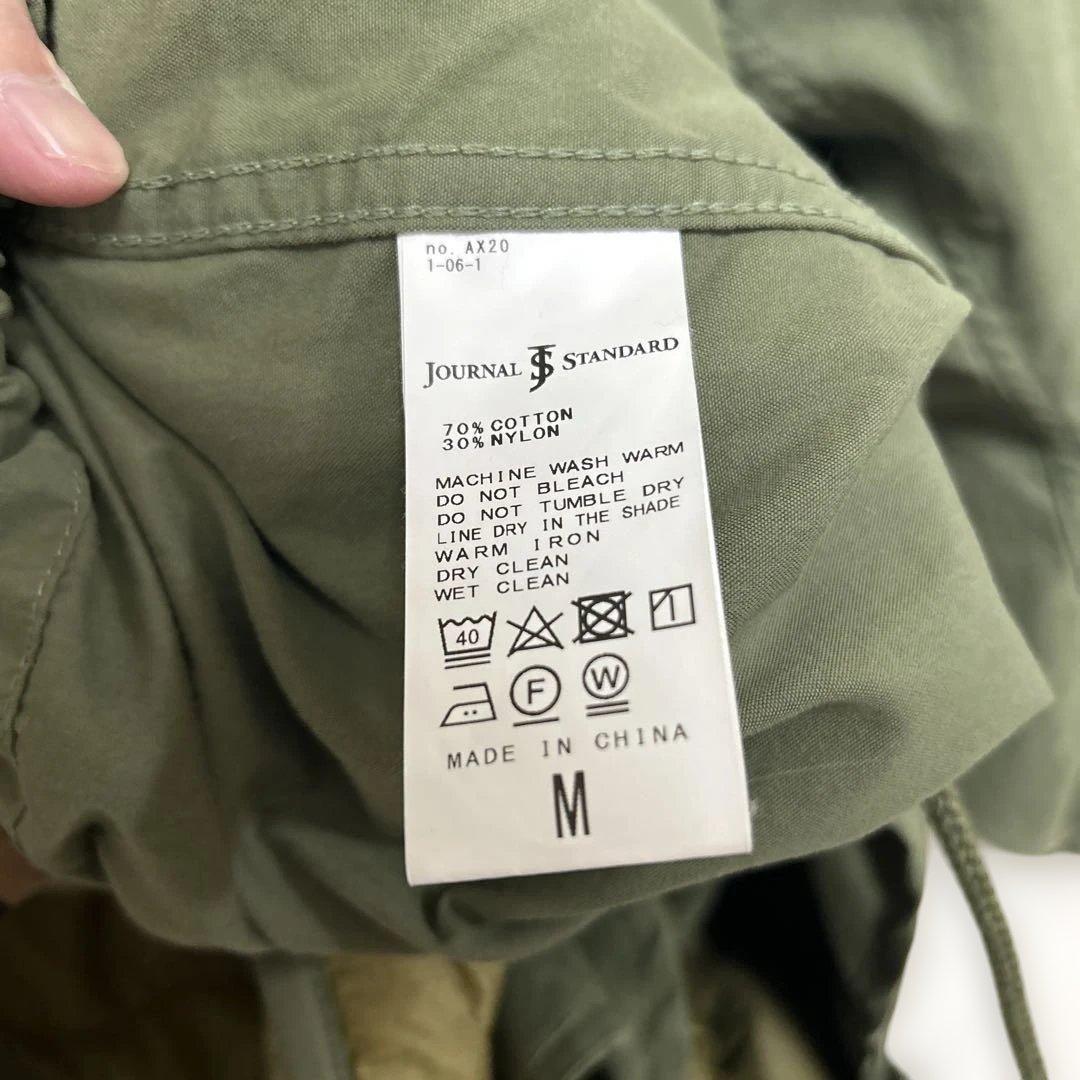 no. AX20
1-06-1
JOURNAL JS STANDARD
70% COTTON
30% NYLON
MACHINE WASH WARM
DO NOT BLEACH
DO NOT TUMBLE DRY
LINE DRY IN THE SHADE
WARM IRON
DRY CLEAN
WET CLEAN
40
F W
MADE IN CHINA
M